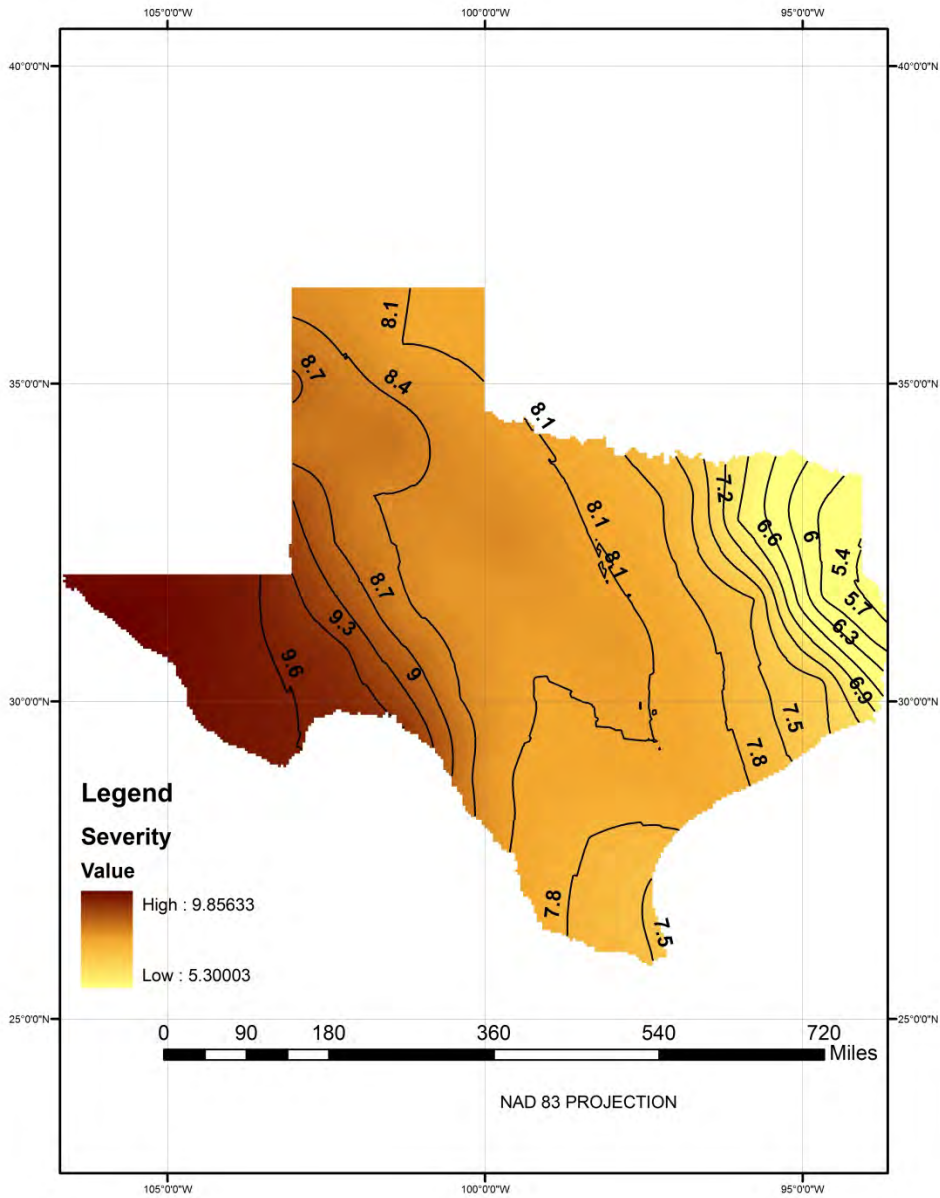 105°0'0"W 100°0'0"W 95°0'0"W
40°0'0"N 40°0'0"N
8.1
8.7
35°0'0"N 35°0'0"N
8.4
8.1
7.2
8.1
6.6
6
8.1
5.4
8.7
5.7
9.3
6.3
9.6
9
6.9
30°0'0"N 30°0'0"N
7.5
7.8
Legend
Severity
Value
High : 9.85633
7.8
7.5
Low : 5.30003
25°0'0"N 25°0'0"N
0 90 180 360 540 720
Miles
NAD 83 PROJECTION
105°0'0"W 100°0'0"W 95°0'0"W